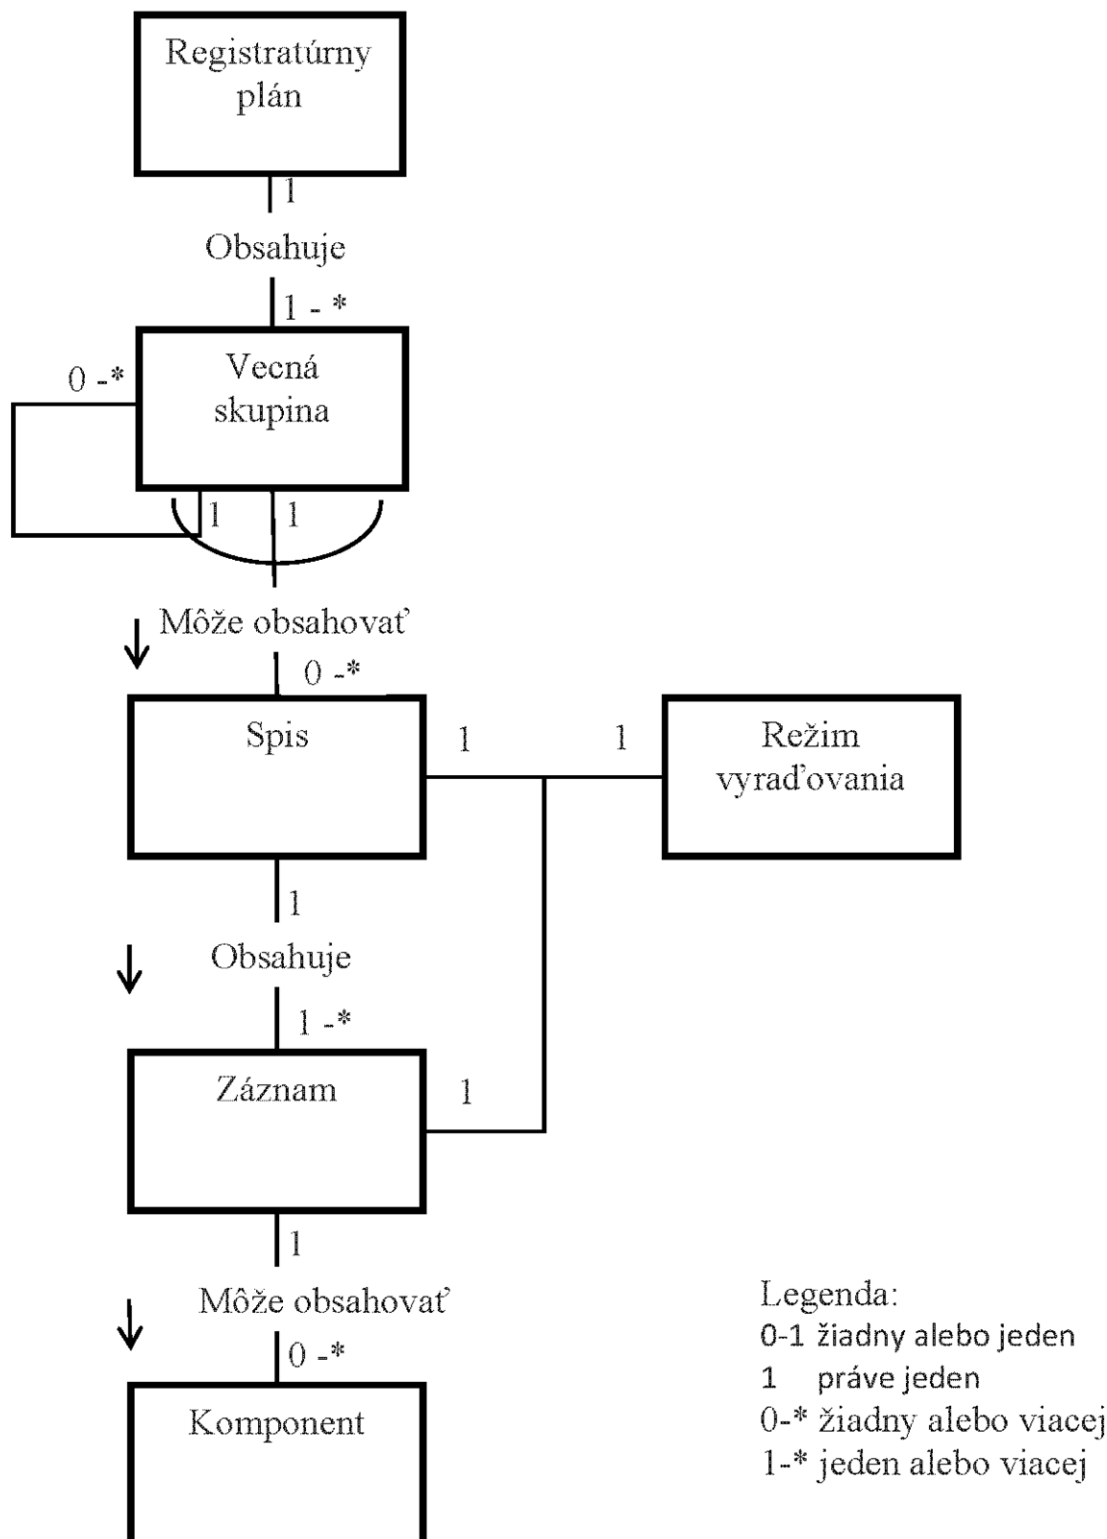 Registratúrny
plán
1
Obsahuje
1 - *
Vecná
skupina
0 -*
1
1
Môže obsahovať
0 -*
Spis
1
1
Režim
vyraďovania
1
Obsahuje
1 -*
Záznam
1
1
Môže obsahovať
0 -*
Komponent
Legenda:
0-1 žiadny alebo jeden
1 práve jeden
0-* žiadny alebo viacej
1-* jeden alebo viacej